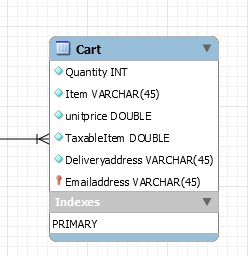 Cart
Quantity INT
Item VARCHAR(45)
unitprice DOUBLE
TaxableItem DOUBLE
Deliveryaddress VARCHAR(45)
Emailaddress VARCHAR(45)
Indexes
PRIMARY